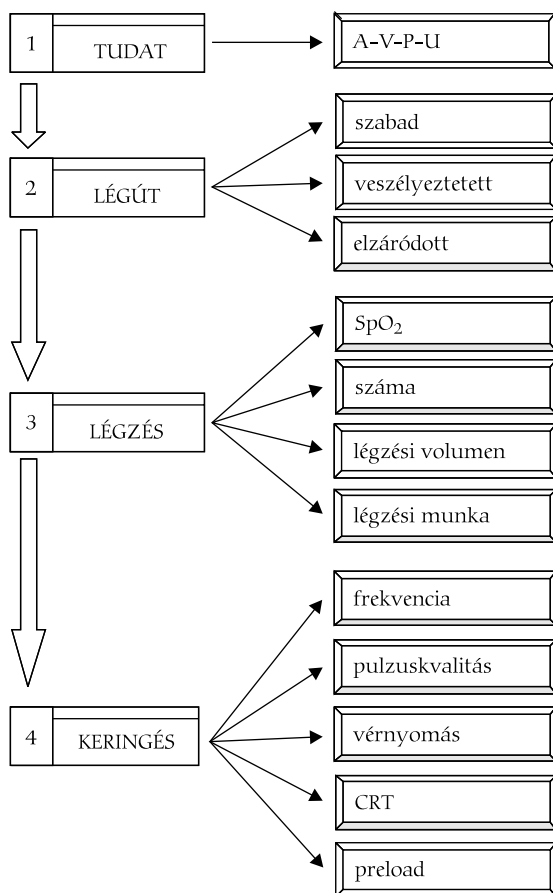 1
TUDAT
A-V-P-U
2
LÉGÚT
szabad
veszélyeztetett
elzáródott
3
LÉGZÉS
SpO₂
száma
légzési volumen
légzési munka
4
KERINGÉS
frekvencia
pulzuskvalitás
vérnyomás
CRT
preload